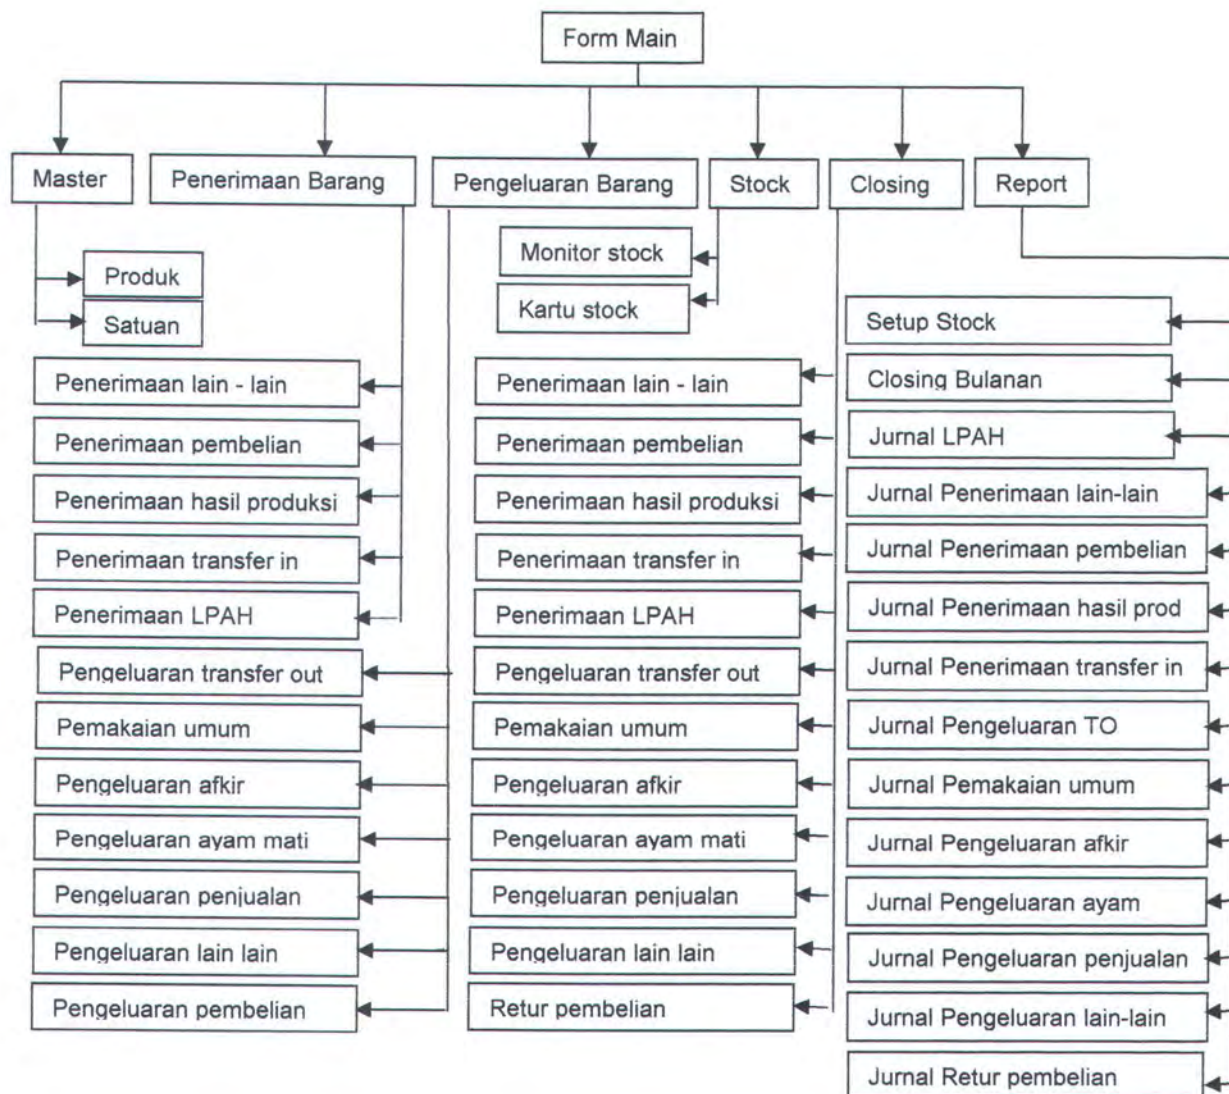 Form Main
Master
Penerimaan Barang
Pengeluaran Barang
Stock
Closing
Report
Produk
Satuan
Penerimaan lain - lain
Penerimaan pembelian
Penerimaan hasil produksi
Penerimaan transfer in
Penerimaan LPAH
Pengeluaran transfer out
Pemakaian umum
Pengeluaran afkir
Pengeluaran ayam mati
Pengeluaran penjualan
Pengeluaran lain lain
Pengeluaran pembelian
Monitor stock
Kartu stock
Penerimaan lain - lain
Penerimaan pembelian
Penerimaan hasil produksi
Penerimaan transfer in
Penerimaan LPAH
Pengeluaran transfer out
Pemakaian umum
Pengeluaran afkir
Pengeluaran ayam mati
Pengeluaran penjualan
Pengeluaran lain lain
Retur pembelian
Setup Stock
Closing Bulanan
Jurnal LPAH
Jurnal Penerimaan lain-lain
Jurnal Penerimaan pembelian
Jurnal Penerimaan hasil prod
Jurnal Penerimaan transfer in
Jurnal Pengeluaran TO
Jurnal Pemakaian umum
Jurnal Pengeluaran afkir
Jurnal Pengeluaran ayam
Jurnal Pengeluaran penjualan
Jurnal Pengeluaran lain-lain
Jurnal Retur pembelian